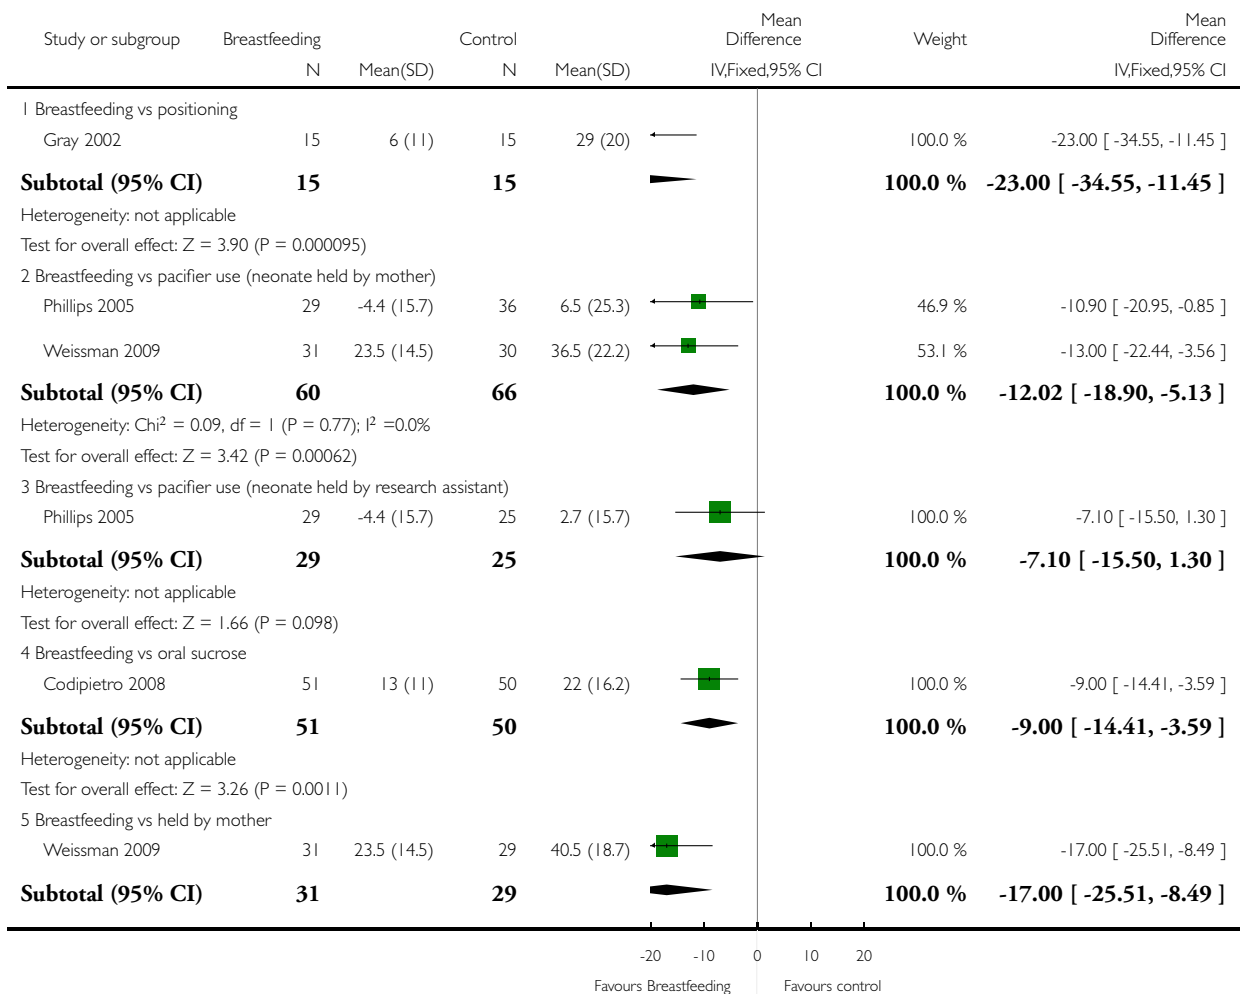 Study or subgroup Breastfeeding Control Mean Difference Weight Mean Difference
N Mean(SD) N Mean(SD) IV,Fixed,95% CI IV,Fixed,95% CI
1 Breastfeeding vs positioning
Gray 2002 15 6 (11) 15 29 (20) 100.0 % -23.00 [ -34.55, -11.45 ]
Subtotal (95% CI) 15 15 100.0 % -23.00 [ -34.55, -11.45 ]
Heterogeneity: not applicable
Test for overall effect: Z = 3.90 (P = 0.000095)
2 Breastfeeding vs pacifier use (neonate held by mother)
Phillips 2005 29 -4.4 (15.7) 36 6.5 (25.3) 46.9 % -10.90 [ -20.95, -0.85 ]
Weissman 2009 31 23.5 (14.5) 30 36.5 (22.2) 53.1 % -13.00 [ -22.44, -3.56 ]
Subtotal (95% CI) 60 66 100.0 % -12.02 [ -18.90, -5.13 ]
Heterogeneity: Chi² = 0.09, df = 1 (P = 0.77); I² =0.0%
Test for overall effect: Z = 3.42 (P = 0.00062)
3 Breastfeeding vs pacifier use (neonate held by research assistant)
Phillips 2005 29 -4.4 (15.7) 25 2.7 (15.7) 100.0 % -7.10 [ -15.50, 1.30 ]
Subtotal (95% CI) 29 25 100.0 % -7.10 [ -15.50, 1.30 ]
Heterogeneity: not applicable
Test for overall effect: Z = 1.66 (P = 0.098)
4 Breastfeeding vs oral sucrose
Codipietro 2008 51 13 (11) 50 22 (16.2) 100.0 % -9.00 [ -14.41, -3.59 ]
Subtotal (95% CI) 51 50 100.0 % -9.00 [ -14.41, -3.59 ]
Heterogeneity: not applicable
Test for overall effect: Z = 3.26 (P = 0.0011)
5 Breastfeeding vs held by mother
Weissman 2009 31 23.5 (14.5) 29 40.5 (18.7) 100.0 % -17.00 [ -25.51, -8.49 ]
Subtotal (95% CI) 31 29 100.0 % -17.00 [ -25.51, -8.49 ]
-20 -10 0 10 20
Favours Breastfeeding Favours control